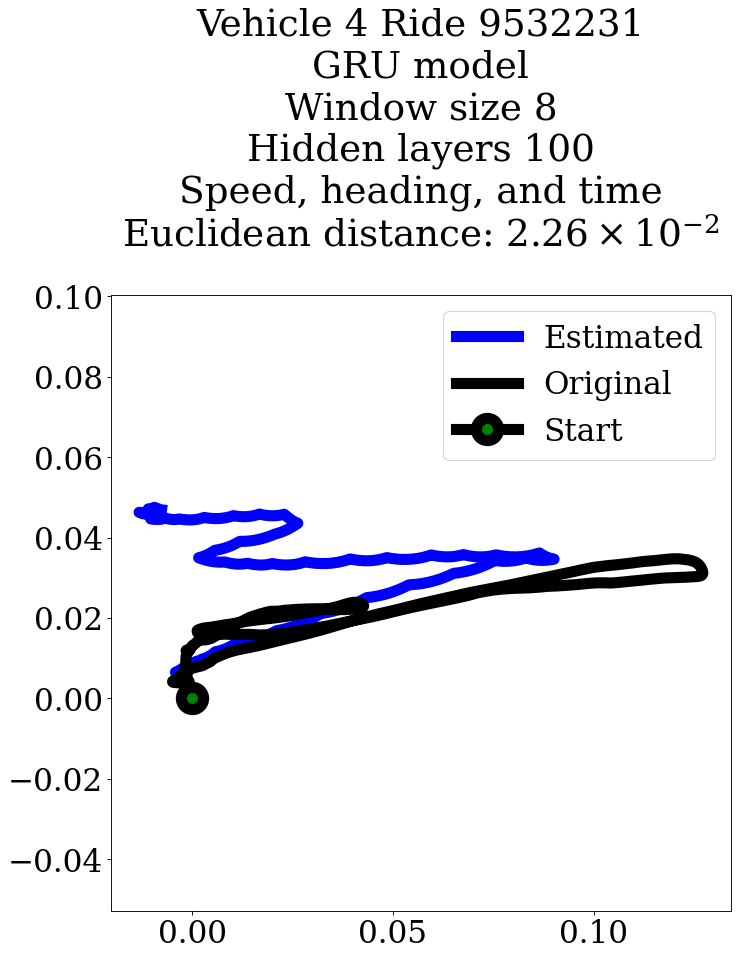 Vehicle 4 Ride 9532231
GRU model
Window size 8
Hidden layers 100
Speed, heading, and time
Euclidean distance: 2.26 × 10⁻²
Estimated
Original
Start
0.10
0.08
0.06
0.04
0.02
0.00
−0.02
−0.04
0.00 0.05 0.10